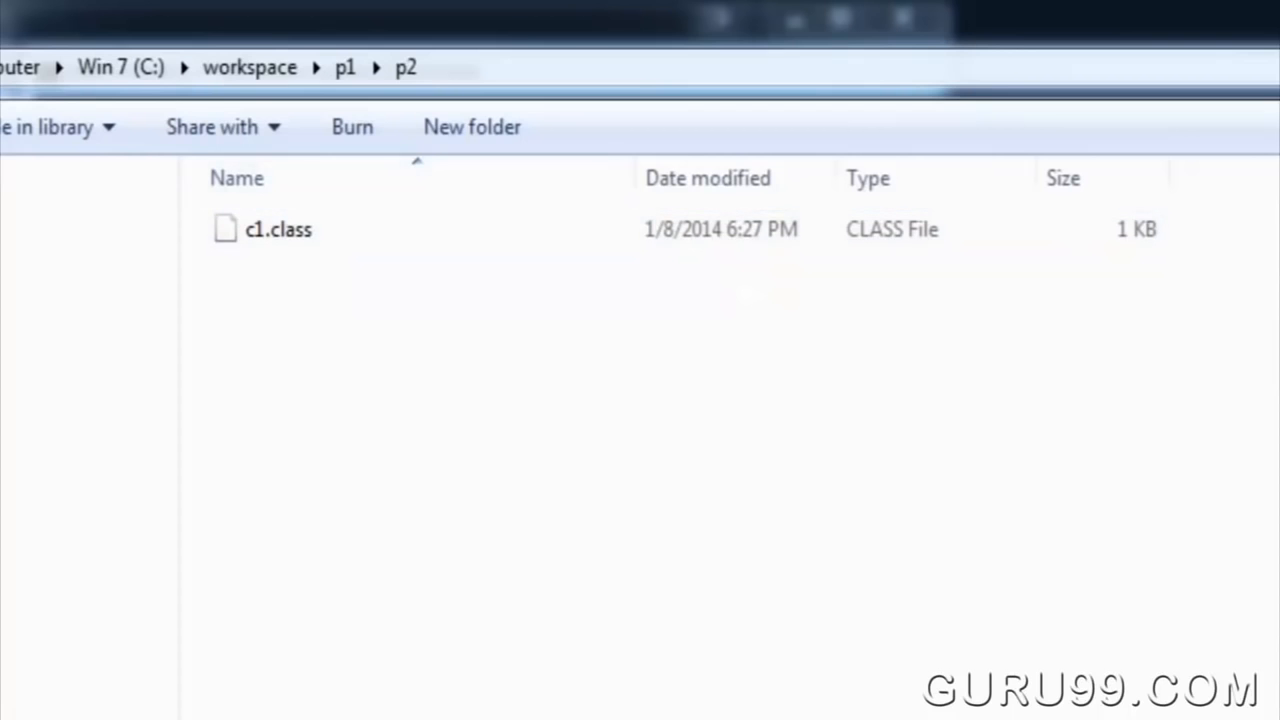 Win 7 (C:) workspace p1 p2
in library Share with Burn New folder
Name Date modified Type Size
c1.class 1/8/2014 6:27 PM CLASS File 1 KB
GURU99.COM